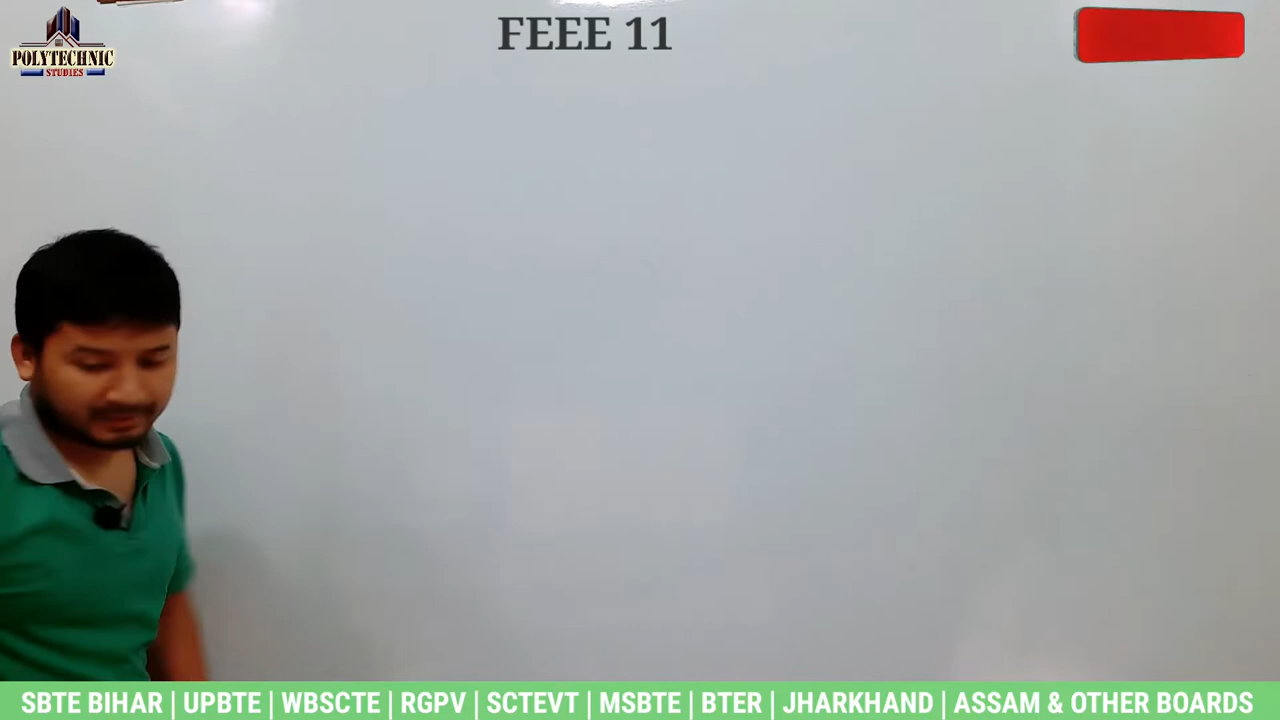 FEEE 11
POLYTECHNIC
STUDIES
SBTE BIHAR | UPBTE | WBSCTE | RGPV | SCTEVT | MSBTE | BTER | JHARKHAND | ASSAM & OTHER BOARDS